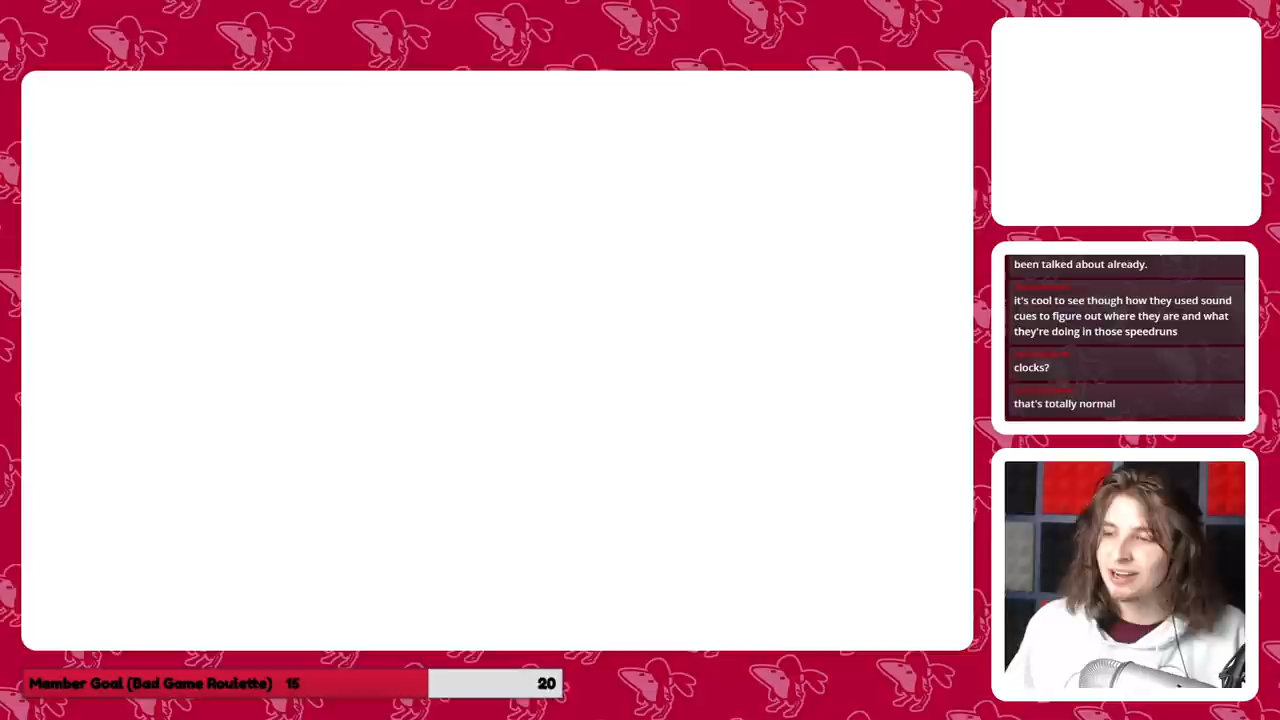 been talked about already.
it's cool to see though how they used sound
cues to figure out where they are and what
they're doing in those speedruns
clocks?
that's totally normal
Member Goal (Bad Game Roulette) 15
20